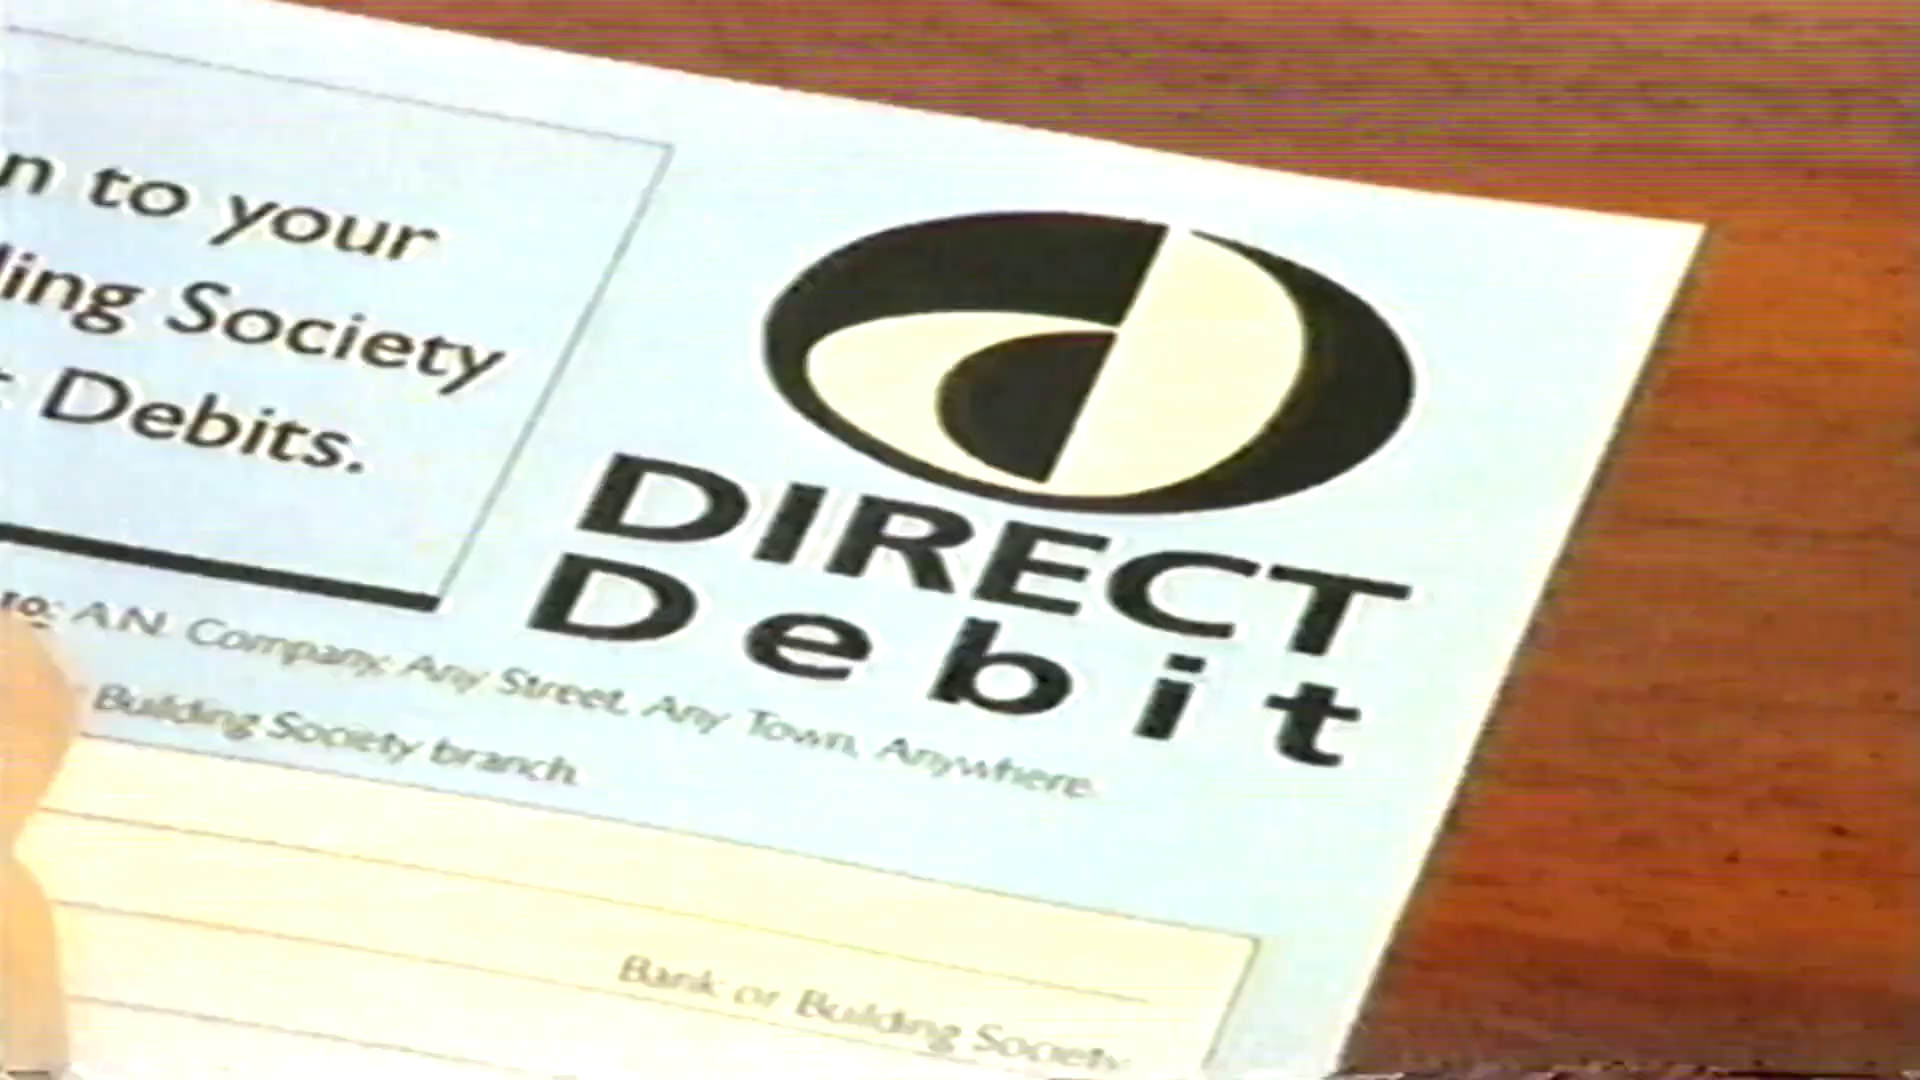 n to your
ling Society
t Debits.
DIRECT
Debit
to: A.N. Company, Any Street, Any Town, Anywhere.
Building Society branch.
Bank or Building Society